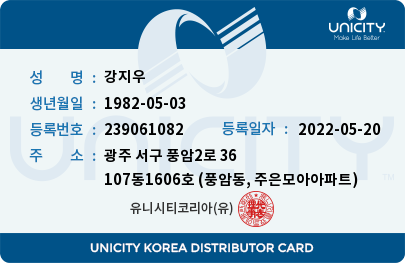 UNICITY
Make Life Better
성 명 : 강지우
생년월일 : 1982-05-03
등록번호 : 239061082 등록일자 : 2022-05-20
주 소 : 광주 서구 풍암2로 36
107동1606호 (풍암동, 주은모아아파트)
유니시티코리아(유)
UNICITY
UNICITY KOREA DISTRIBUTOR CARD